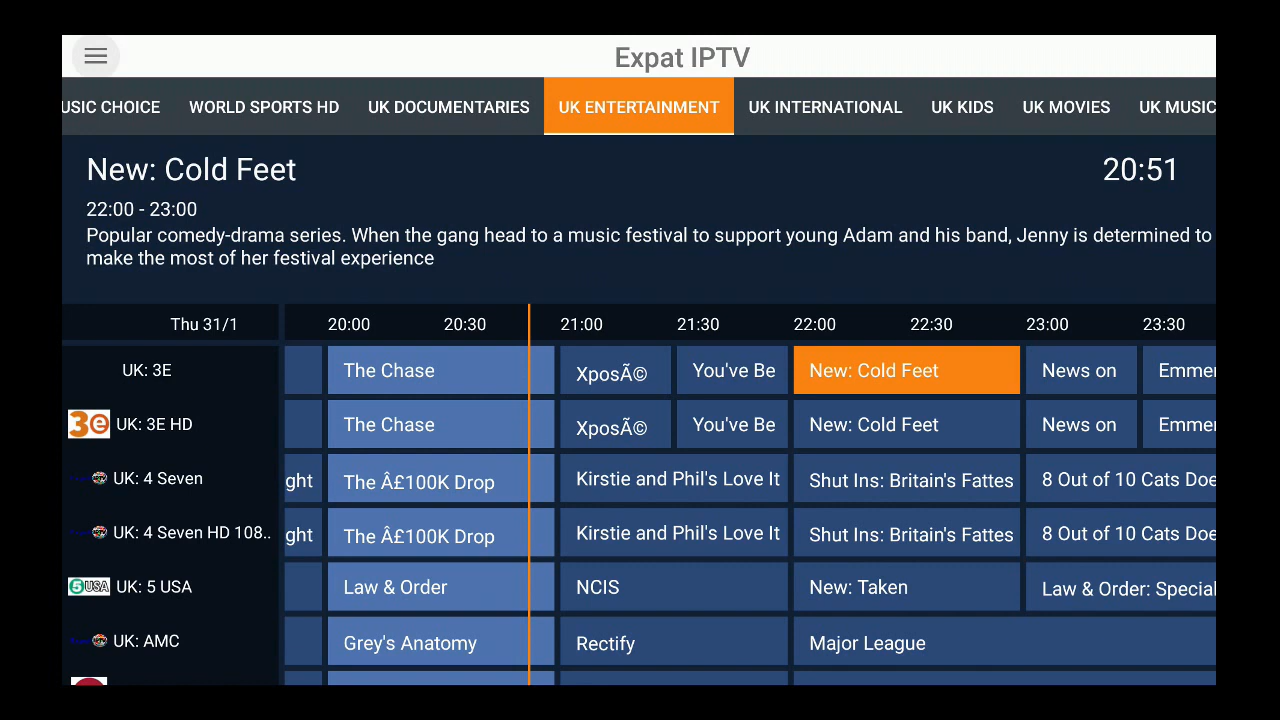 Expat IPTV
USIC CHOICE WORLD SPORTS HD UK DOCUMENTARIES UK ENTERTAINMENT UK INTERNATIONAL UK KIDS UK MOVIES UK MUSIC
New: Cold Feet 20:51
22:00 - 23:00
Popular comedy-drama series. When the gang head to a music festival to support young Adam and his band, Jenny is determined to
make the most of her festival experience
Thu 31/1 20:00 20:30 21:00 21:30 22:00 22:30 23:00 23:30
UK: 3E The Chase XposÃ© You've Be New: Cold Feet News on Emmer
3e UK: 3E HD The Chase XposÃ© You've Be New: Cold Feet News on Emmer
UK: 4 Seven ght The Â£100K Drop Kirstie and Phil's Love It Shut Ins: Britain's Fattes 8 Out of 10 Cats Doe
UK: 4 Seven HD 108.. ght The Â£100K Drop Kirstie and Phil's Love It Shut Ins: Britain's Fattes 8 Out of 10 Cats Doe
5USA UK: 5 USA Law & Order NCIS New: Taken Law & Order: Special
UK: AMC Grey's Anatomy Rectify Major League